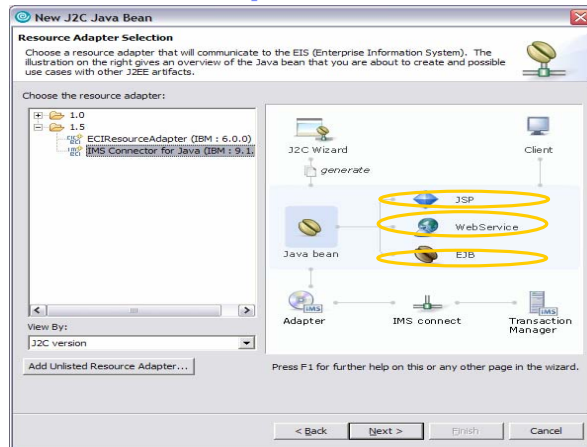 New J2C Java Bean
Resource Adapter Selection
Choose a resource adapter that will communicate to the EIS (Enterprise Information System). The
illustration on the right gives an overview of the Java bean that you are about to create and possible
use cases with other J2EE artifacts.
Choose the resource adapter:
1.0
1.5
ECIResourceAdapter (IBM : 6.0.0)
IMS Connector for Java (IBM : 9.1.
View By:
J2C version
Add Unlisted Resource Adapter...
J2C Wizard
Client
generate
JSP
WebService
Java bean
EJB
IMS
IMS
Adapter
IMS connect
Transaction
Manager
Press F1 for further help on this or any other page in the wizard.
< Back
Next >
Finish
Cancel